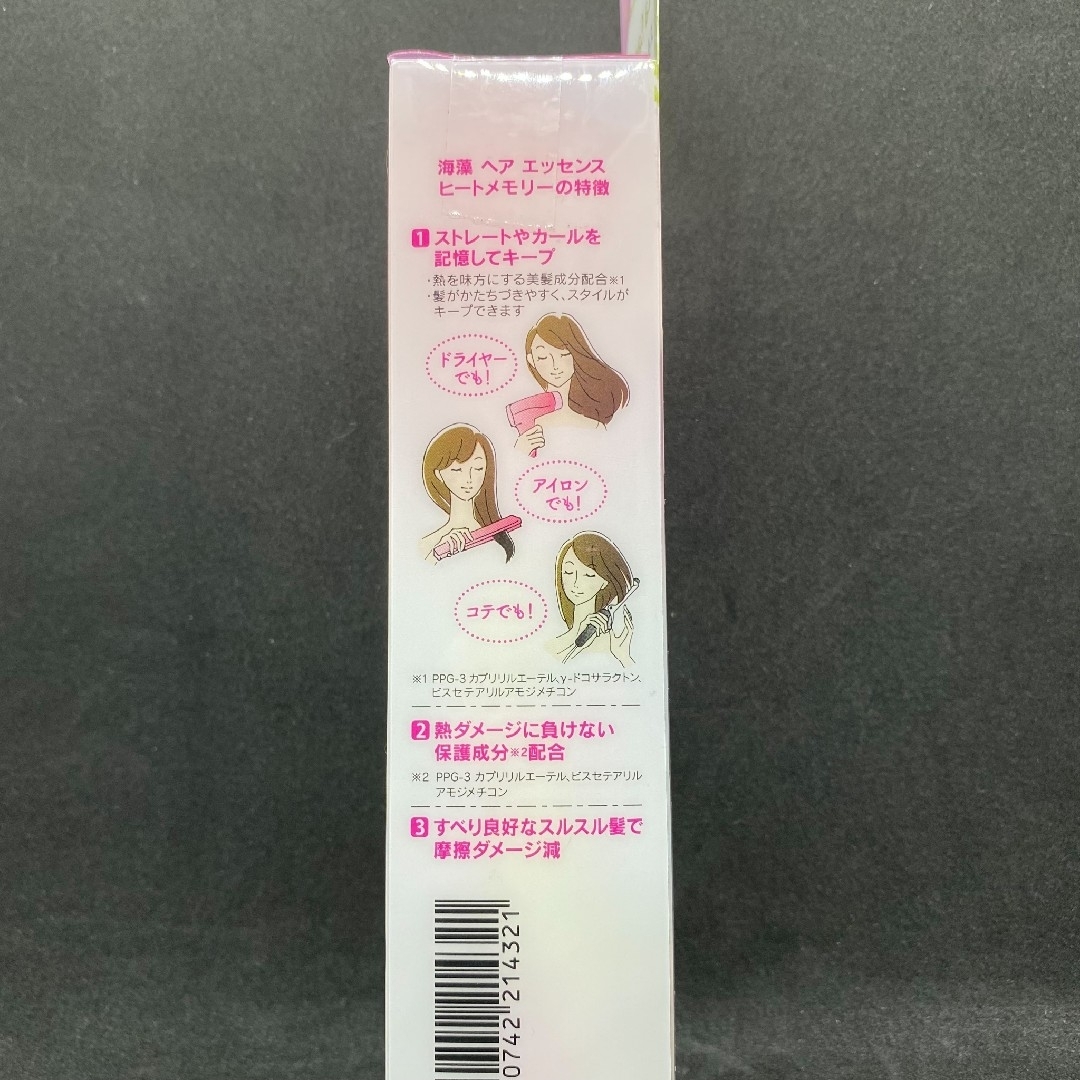 海藻 ヘア エッセンス
ヒートメモリーの特徴
1 ストレートやカールを
記憶してキープ
・熱を味方にする美髪成分配合※1
・髪がかたちづきやすく、スタイルが
キープできます
ドライヤー
でも!
アイロン
でも!
コテでも!
※1 PPG-3 カプリリルエーテル、γ-ドコサラクトン、
ビスセテアリルアモジメチコン
2 熱ダメージに負けない
保護成分※2配合
※2 PPG-3 カプリリルエーテル、ビスセテアリル
アモジメチコン
3 すべり良好なスルスル髪で
摩擦ダメージ減
0742 214321